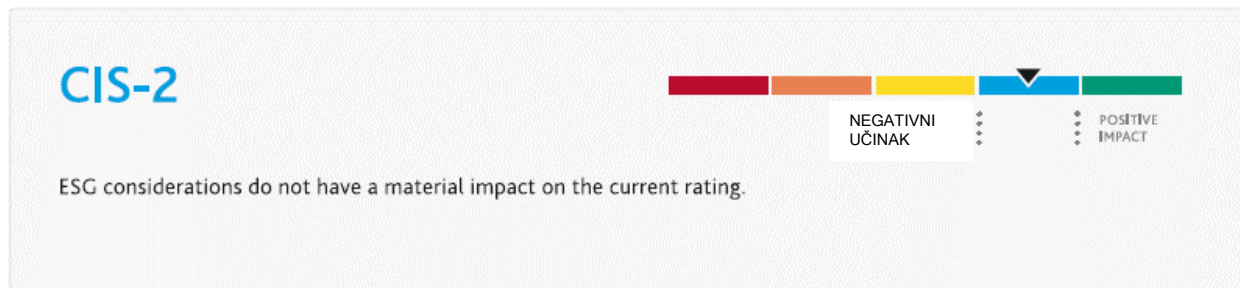 CIS-2
NEGATIVNI
UČINAK
POSITIVE
IMPACT
ESG considerations do not have a material impact on the current rating.